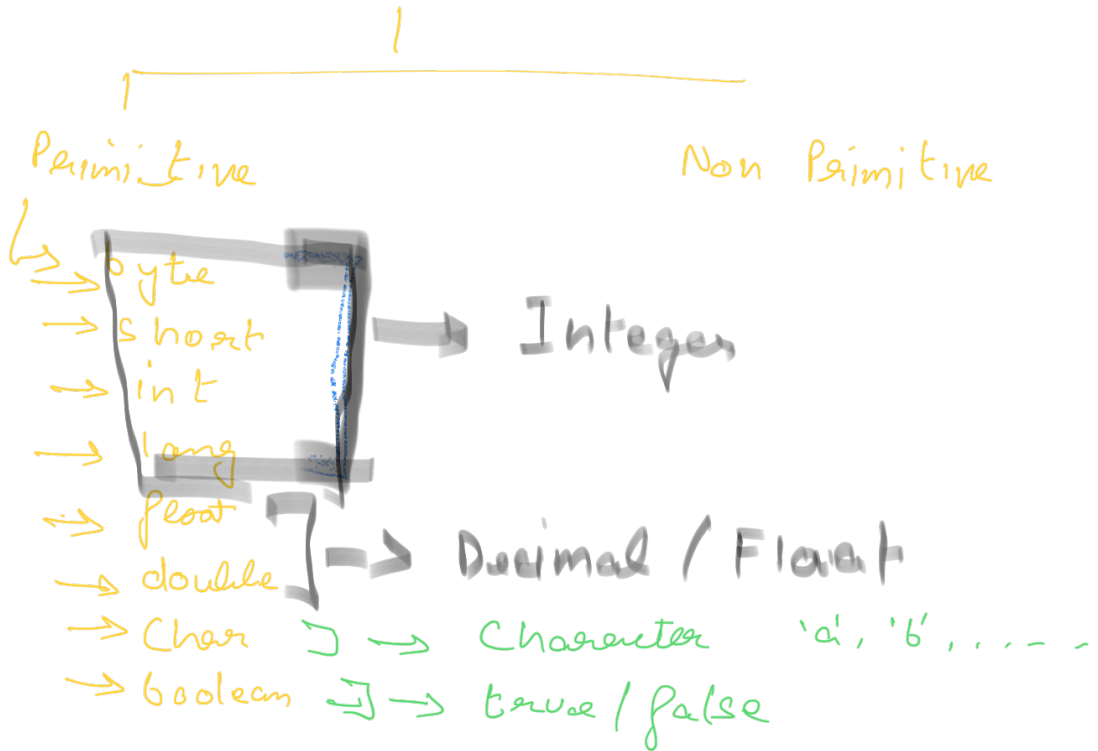 Primitive Non Primitive
→ byte
→ short → Integer
→ int
→ long
→ float
→ double → Decimal / Float
→ Char → Character 'a', 'b', ....--
→ boolean → true / false